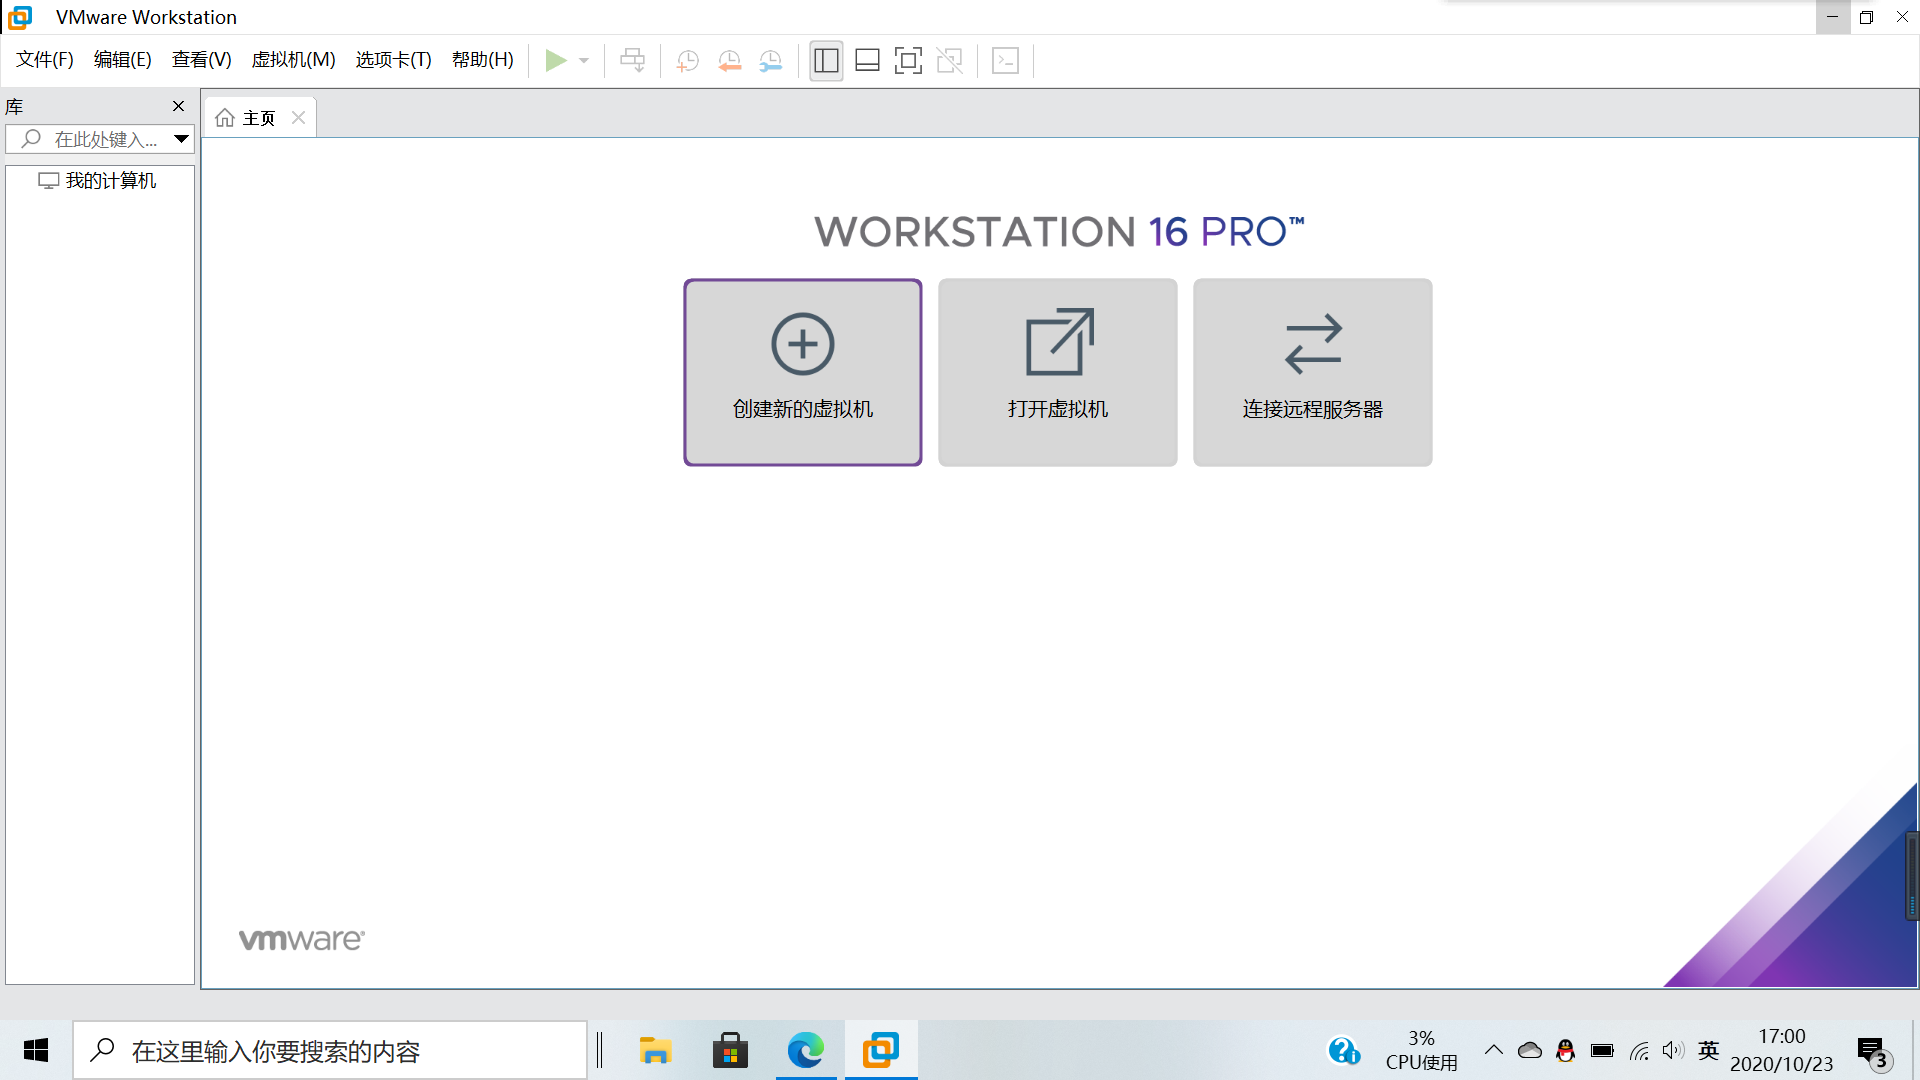 VMware Workstation
文件(F) 编辑(E) 查看(V) 虚拟机(M) 选项卡(T) 帮助(H)
库
在此处键入...
我的计算机
主页
WORKSTATION 16 PRO™
创建新的虚拟机
打开虚拟机
连接远程服务器
vmware®
在这里输入你要搜索的内容
3%
CPU使用
英
17:00
2020/10/23
3